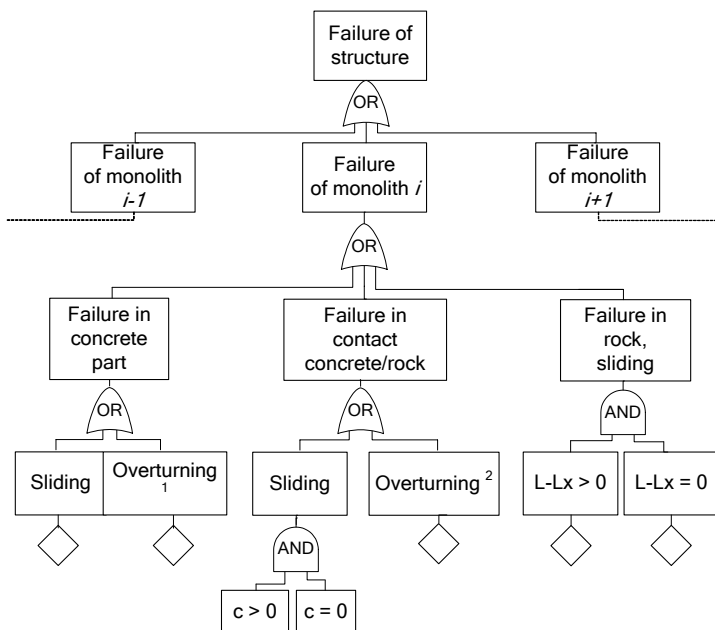 Failure of
structure
OR
Failure
of monolith
i-1
Failure
of monolith i
Failure
of monolith
i+1
OR
Failure in
concrete
part
Failure in
contact
concrete/rock
Failure in
rock,
sliding
OR
OR
AND
Sliding
Overturning
1
Sliding
Overturning 2
L-Lx > 0
L-Lx = 0
AND
c > 0
c = 0